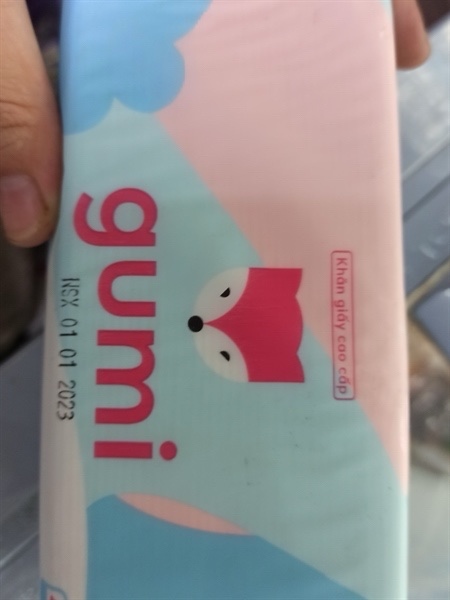 Khăn giấy cao cấp
gumi
NSX 01 01 2023